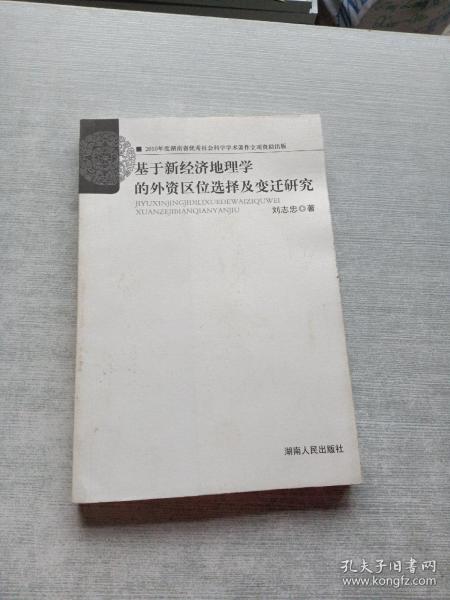 ■ 2010年度湖南省优秀社会科学学术著作立项资助出版
基于新经济地理学
的外资区位选择及变迁研究
JIYUXINJINGJIDILIXUEDEWAIZIQUWEI
XUANZEJIBIANQIANYANJIU
刘志忠◎著
湖南人民出版社
孔夫子旧书网
www.kongfz.com